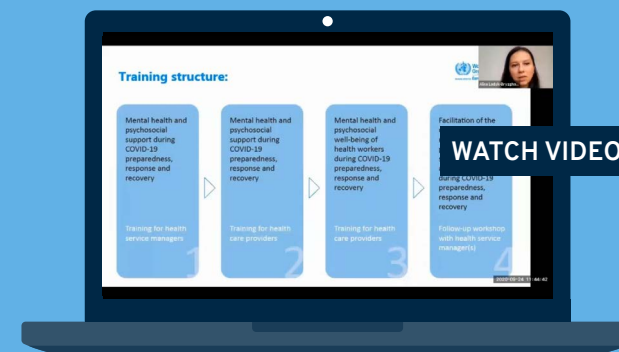 Training structure:
Mental health and
psychosocial
support during
COVID-19
preparedness,
response and
recovery
Training for health
service managers
1
Mental health and
psychosocial
support during
COVID-19
preparedness,
response and
recovery
Training for health
care providers
2
Mental health and
psychosocial
well-being of
health workers
during COVID-19
preparedness,
response and
recovery
Training for health
care providers
3
Facilitation of the
during COVID-19
preparedness,
response and
recovery
Follow-up workshop
with health service
manager(s)
4
WATCH VIDEO